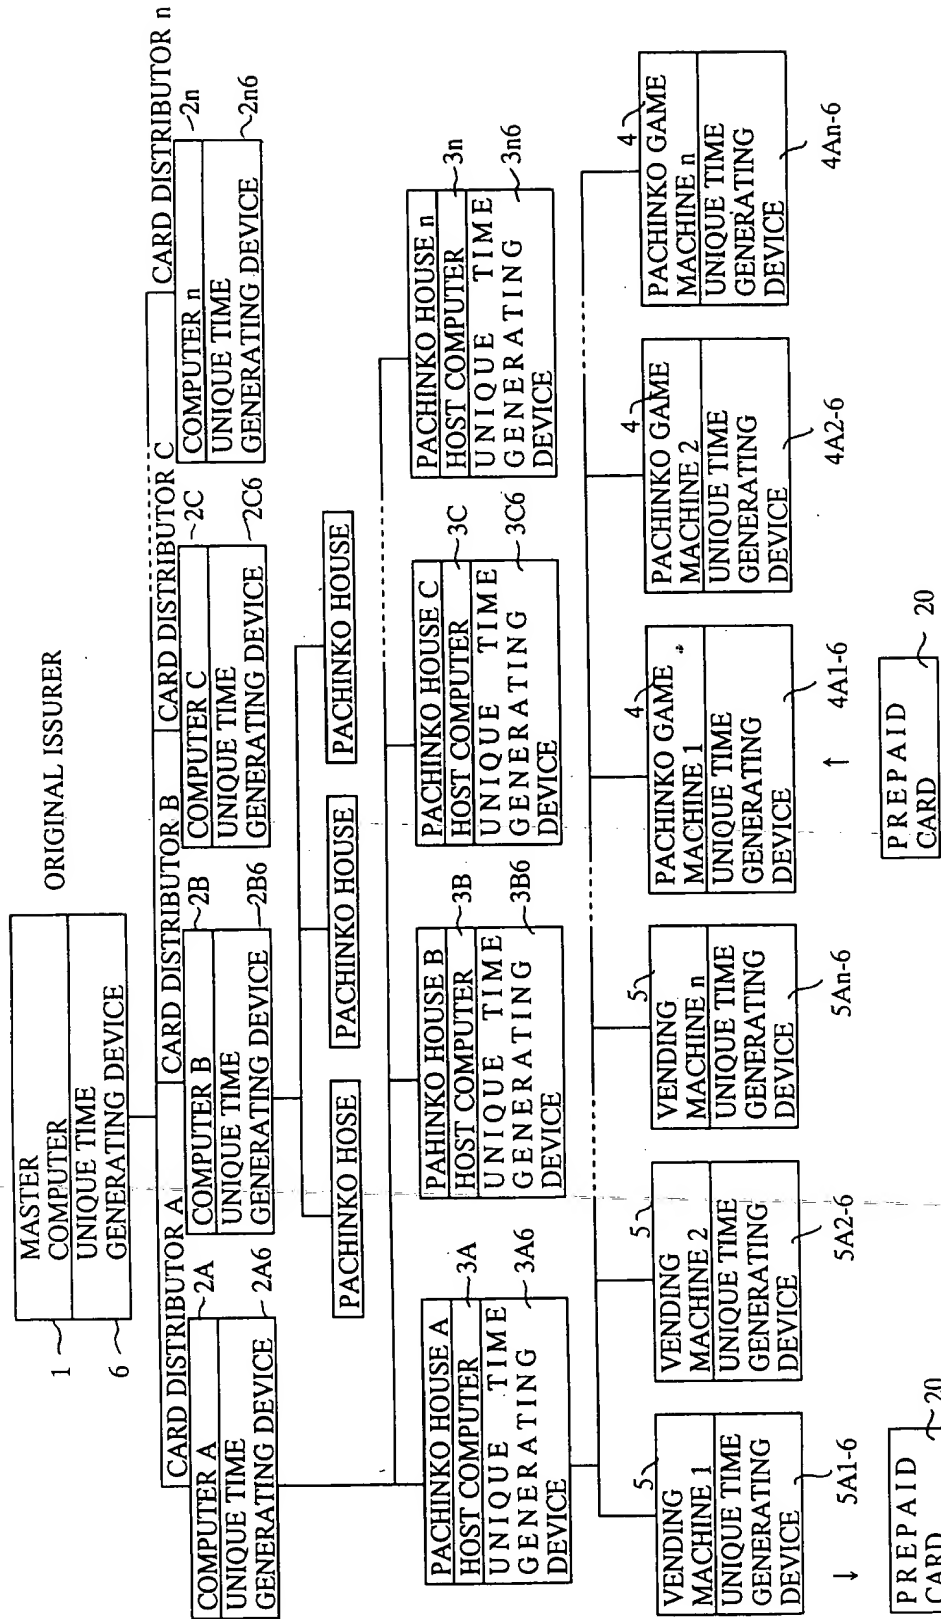 ORIGINAL ISSURER
MASTER
COMPUTER
UNIQUE TIME
GENERATING DEVICE
1
6
CARD DISTRIBUTOR A
COMPUTER A
UNIQUE TIME
GENERATING DEVICE
2A
2A6
CARD DISTRIBUTOR B
COMPUTER B
UNIQUE TIME
GENERATING DEVICE
2B
2B6
CARD DISTRIBUTOR C
COMPUTER C
UNIQUE TIME
GENERATING DEVICE
2C
2C6
CARD DISTRIBUTOR n
COMPUTER n
UNIQUE TIME
GENERATING DEVICE
2n
2n6
PACHINKO HOSE
PACHINKO HOUSE
PACHINKO HOUSE
PACHINKO HOUSE A
HOST COMPUTER
UNIQUE TIME
GENERATING
DEVICE
3A
3A6
PAHINKO HOUSE B
HOST COMPUTER
UNIQUE TIME
GENERATING
DEVICE
3B
3B6
PACHINKO HOUSE C
HOST COMPUTER
UNIQUE TIME
GENERATING
DEVICE
3C
3C6
PACHINKO HOUSE n
HOST COMPUTER
UNIQUE TIME
GENERATING
DEVICE
3n
3n6
5
VENDING
MACHINE 1
UNIQUE TIME
GENERATING
DEVICE
5A1-6
5
VENDING
MACHINE 2
UNIQUE TIME
GENERATING
DEVICE
5A2-6
5
VENDING
MACHINE n
UNIQUE TIME
GENERATING
DEVICE
5An-6
4
PACHINKO GAME
MACHINE 1
UNIQUE TIME
GENERATING
DEVICE
4A1-6
4
PACHINKO GAME
MACHINE 2
UNIQUE TIME
GENERATING
DEVICE
4A2-6
4
PACHINKO GAME
MACHINE n
UNIQUE TIME
GENERATING
DEVICE
4An-6
↓
PREPAID
CARD
20
↑
PREPAID
CARD
20